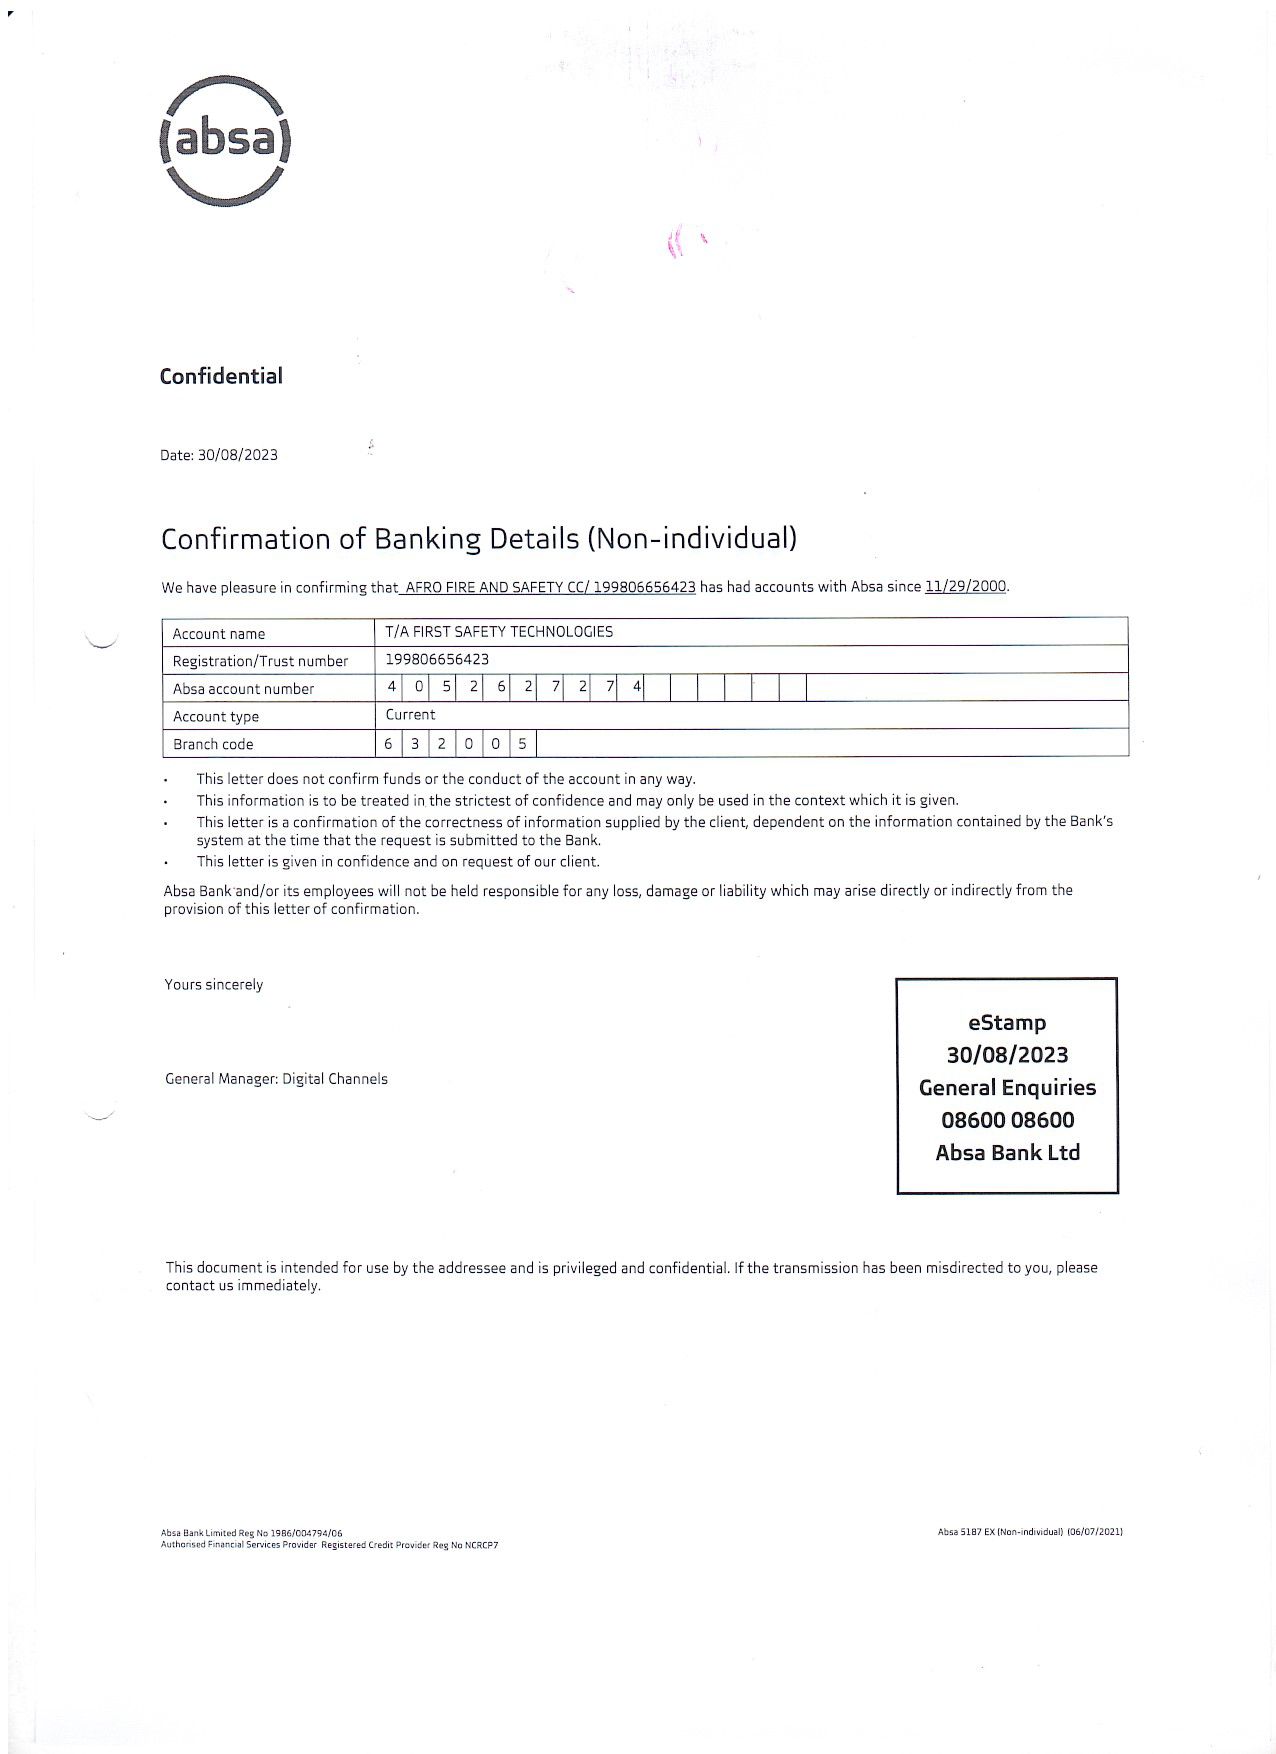 absa
Confidential
Date: 30/08/2023
Confirmation of Banking Details (Non-individual)
We have pleasure in confirming that AFRO FIRE AND SAFETY CC/ 199806656423 has had accounts with Absa since 11/29/2000.
Account name T/A FIRST SAFETY TECHNOLOGIES
Registration/Trust number 199806656423
Absa account number 4 0 5 2 6 2 7 2 7 4
Account type Current
Branch code 6 3 2 0 0 5
• This letter does not confirm funds or the conduct of the account in any way.
• This information is to be treated in the strictest of confidence and may only be used in the context which it is given.
• This letter is a confirmation of the correctness of information supplied by the client, dependent on the information contained by the Bank's
system at the time that the request is submitted to the Bank.
• This letter is given in confidence and on request of our client.
Absa Bank and/or its employees will not be held responsible for any loss, damage or liability which may arise directly or indirectly from the
provision of this letter of confirmation.
Yours sincerely
General Manager: Digital Channels
eStamp
30/08/2023
General Enquiries
08600 08600
Absa Bank Ltd
This document is intended for use by the addressee and is privileged and confidential. If the transmission has been misdirected to you, please
contact us immediately.
Absa Bank Limited Reg No 1986/004794/06
Authorised Financial Services Provider Registered Credit Provider Reg No NCRCP7
Absa 5187 EX (Non-individual) (06/07/2021)